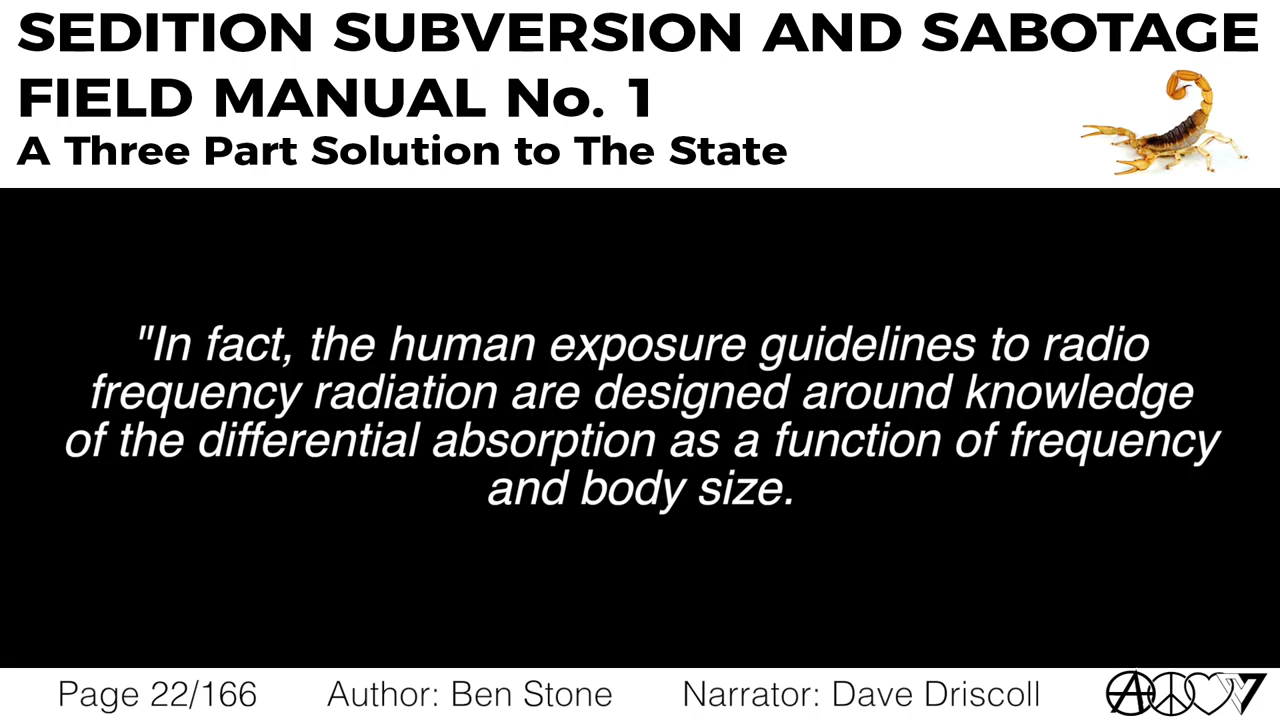 SEDITION SUBVERSION AND SABOTAGE
FIELD MANUAL No. 1
A Three Part Solution to The State
"In fact, the human exposure guidelines to radio
frequency radiation are designed around knowledge
of the differential absorption as a function of frequency
and body size.
Page 22/166 Author: Ben Stone Narrator: Dave Driscoll